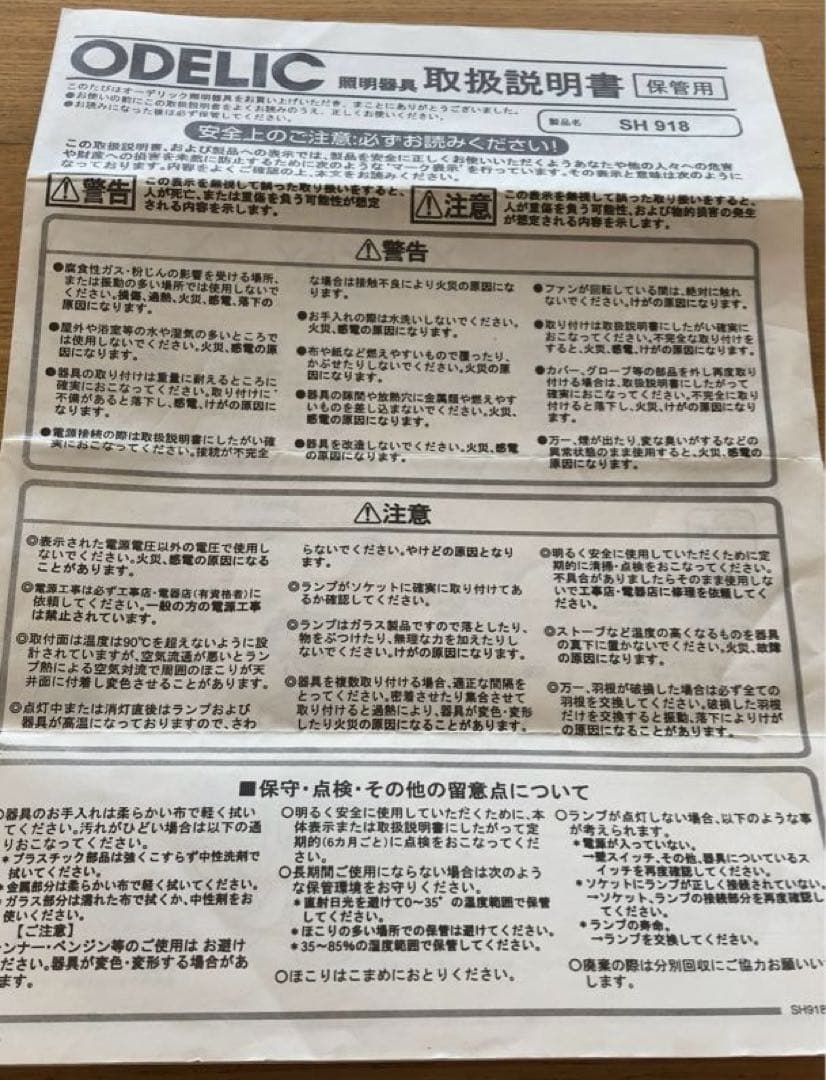 ODELIC 照明器具 取扱説明書 保管用
このたびはオーデリック照明器具をお買い上げいただき、まことにありがとうございました。
●お使いの前にこの取扱説明書をよくお読みのうえ、正しくお使いください。
●お読みになった後は必ず保管してください。
製品名 SH 918
安全上のご注意:必ずお読みください!
この取扱説明書、および製品への表示では、製品を安全に正しくお使いいただくようあなたや他の人々への危害
や財産への損害を未然に防止するために次のような"マーク表示"を行っています。その表示と意味は次のように
なっております。内容をよくご確認の上、本文をお読みください。
⚠警告
この表示を無視して誤った取り扱いをすると、
人が死亡、または重傷を負う可能性が想定
される内容を示します。
⚠注意
この表示を無視して誤った取り扱いをすると、
人が重傷を負う可能性、および物的損害の発生
が想定される内容を示します。
⚠警告
●腐食性ガス・粉じんの影響を受ける場所、
または振動の多い場所では使用しないで
ください。損傷、過熱、火災、感電、落下の
原因になります。
●屋外や浴室等の水や湿気の多いところで
は使用しないでください。火災、感電の原
因になります。
●器具の取り付けは重量に耐えるところに
確実におこなってください。取り付けに
不備があると落下し、感電、けがの原因に
なります。
●電源接続の際は取扱説明書にしたがい確
実におこなってください。接続が不完全
な場合は接触不良により火災の原因にな
ります。
●お手入れの際は水洗いしないでください。
火災、感電の原因になります。
●布や紙など燃えやすいもので覆ったり、
かぶせたりしないでください。火災の原
因になります。
●器具の隙間や放熱穴に金属類や燃えやす
いものを差し込まないでください。火災、
感電の原因になります。
●器具を改造しないでください。火災、感電
の原因になります。
●ファンが回転している間は、絶対に触れ
ないでください。けがの原因になります。
●取り付けは取扱説明書にしたがい確実に
おこなってください。不完全な取り付けを
すると、火災、感電、けがの原因になります。
●カバー、グローブ等の部品を外し再度取り
付ける場合は、取扱説明書にしたがって
確実におこなってください。不完全に取り
付けると落下し、火災、けがの原因になり
ます。
●万一、煙が出たり、変な臭いがするなどの
異常状態のまま使用すると、火災、感電の
原因になります。
⚠注意
◎表示された電源電圧以外の電圧で使用し
ないでください。火災、感電の原因になる
ことがあります。
◎電源工事は必ず工事店・電器店(有資格者)に
依頼してください。一般の方の電源工事
は禁止されています。
◎取付面は温度は90℃を超えないように設
計されていますが、空気流通が悪いとラン
プ熱による空気対流で周囲のほこりが天
井面に付着し変色させることがあります。
◎点灯中または消灯直後はランプおよび
器具が高温になっておりますので、さわ
らないでください。やけどの原因となり
ます。
◎ランプがソケットに確実に取り付けてあ
るか確認してください。
◎ランプはガラス製品ですので落としたり、
物をぶつけたり、無理な力を加えたりし
ないでください。けがの原因になります。
◎器具を複数取り付ける場合、適正な間隔を
とってください。密着させたり集合させて
取り付けると過熱により、器具が変色・変形
したり火災の原因になることがあります。
◎明るく安全に使用していただくために定
期的に清掃・点検をおこなってください。
不具合がありましたらそのまま使用しな
いで工事店・電器店に修理を依頼してく
ださい。
◎ストーブなど温度の高くなるものを器具
の真下に置かないでください。火災、故障
の原因になります。
◎万一、羽根が破損した場合は必ず全ての
羽根を交換してください。破損した羽根
だけを交換すると振動、落下によりけが
の原因になることがあります。
■保守・点検・その他の留意点について
○器具のお手入れは柔らかい布で軽く拭い
てください。汚れがひどい場合は以下の通
りおこなってください。
＊プラスチック部品は強くこすらず中性洗剤で
拭いてください。
＊金属部分は柔らかい布で軽く拭いてください。
＊ガラス部分は濡れた布で拭くか、中性洗剤をお
使いください。
【ご注意】
ンナー・ベンジン等のご使用は お避け
ださい。器具が変色・変形する場合があ
ます。
○明るく安全に使用していただくために、本
体表示または取扱説明書にしたがって定
期的(6カ月ごと)に点検をおこなってくだ
さい。
○長期間ご使用にならない場合は次のよう
な保管環境をお守りください。
＊直射日光を避けて0〜35°の温度範囲で保管
してください。
＊ほこりの多い場所での保管は避けてください。
＊35〜85%の湿度範囲で保管してください。
○ほこりはこまめにおとりください。
○ランプが点灯しない場合、以下のような事
が考えられます。
＊電源が入っていない。
→壁スイッチ、その他、器具についているス
イッチを再度確認してください。
＊ソケットにランプが正しく接続されていない。
→ソケット、ランプの接続部分を再度確認し
てください。
＊ランプの寿命。
→ランプを交換してください。
○廃棄の際は分別回収にご協力お願いい
します。
SH918